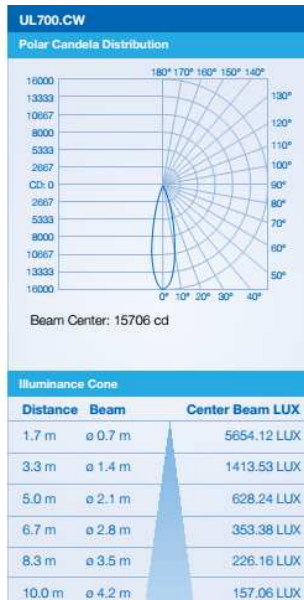 UL700.CW
Polar Candela Distribution
180° 170° 160° 150° 140°
16000
13333
10667
8000
5333
2667
CD: 0
2667
5333
8000
10667
13333
16000
130°
120°
110°
100°
90°
80°
70°
60°
50°
0° 10° 20° 30° 40°
Beam Center: 15706 cd
Illuminance Cone
Distance Beam Center Beam LUX
1.7 m ø 0.7 m 5654.12 LUX
3.3 m ø 1.4 m 1413.53 LUX
5.0 m ø 2.1 m 628.24 LUX
6.7 m ø 2.8 m 353.38 LUX
8.3 m ø 3.5 m 226.16 LUX
10.0 m ø 4.2 m 157.06 LUX